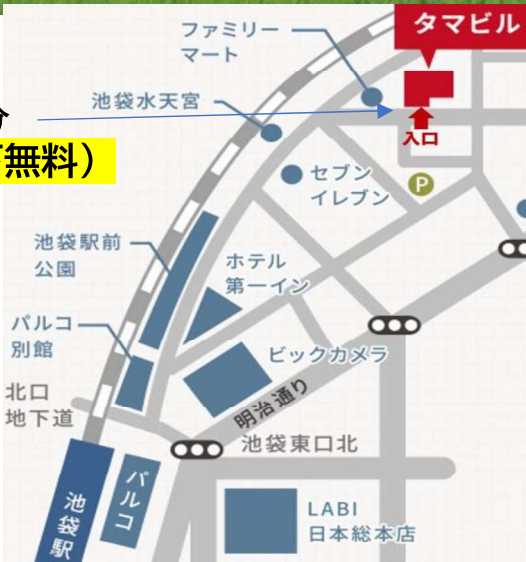 タマビル
ファミリー
マート
分
池袋水天宮
無料）
入口
セブン
イレブン
P
池袋駅前
公園
ホテル
第一イン
パルコ
別館
ビックカメラ
北口
地下道
明治通り
池袋東口北
パルコ
池袋駅
LABI
日本総本店